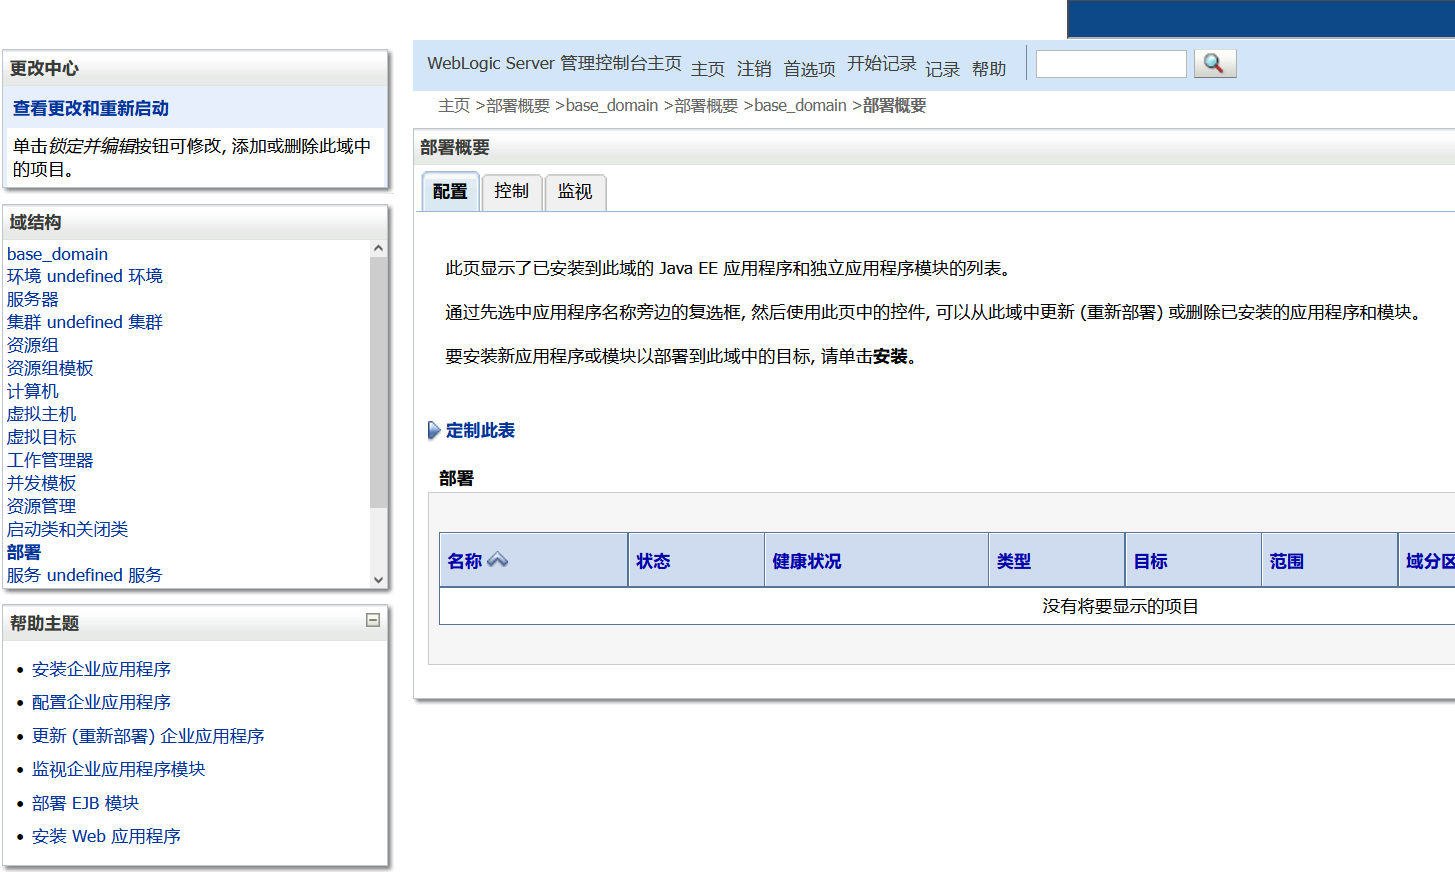 更改中心
查看更改和重新启动
单击锁定并编辑按钮可修改, 添加或删除此域中
的项目。
域结构
base_domain
环境 undefined 环境
服务器
集群 undefined 集群
资源组
资源组模板
计算机
虚拟主机
虚拟目标
工作管理器
并发模板
资源管理
启动类和关闭类
部署
服务 undefined 服务
帮助主题
安装企业应用程序
配置企业应用程序
更新 (重新部署) 企业应用程序
监视企业应用程序模块
部署 EJB 模块
安装 Web 应用程序
WebLogic Server 管理控制台主页 主页 注销 首选项 开始记录 记录 帮助
主页 >部署概要 >base_domain >部署概要 >base_domain >部署概要
部署概要
配置 控制 监视
此页显示了已安装到此域的 Java EE 应用程序和独立应用程序模块的列表。
通过先选中应用程序名称旁边的复选框, 然后使用此页中的控件, 可以从此域中更新 (重新部署) 或删除已安装的应用程序和模块。
要安装新应用程序或模块以部署到此域中的目标, 请单击安装。
定制此表
部署
名称 状态 健康状况 类型 目标 范围 域分区
没有将要显示的项目